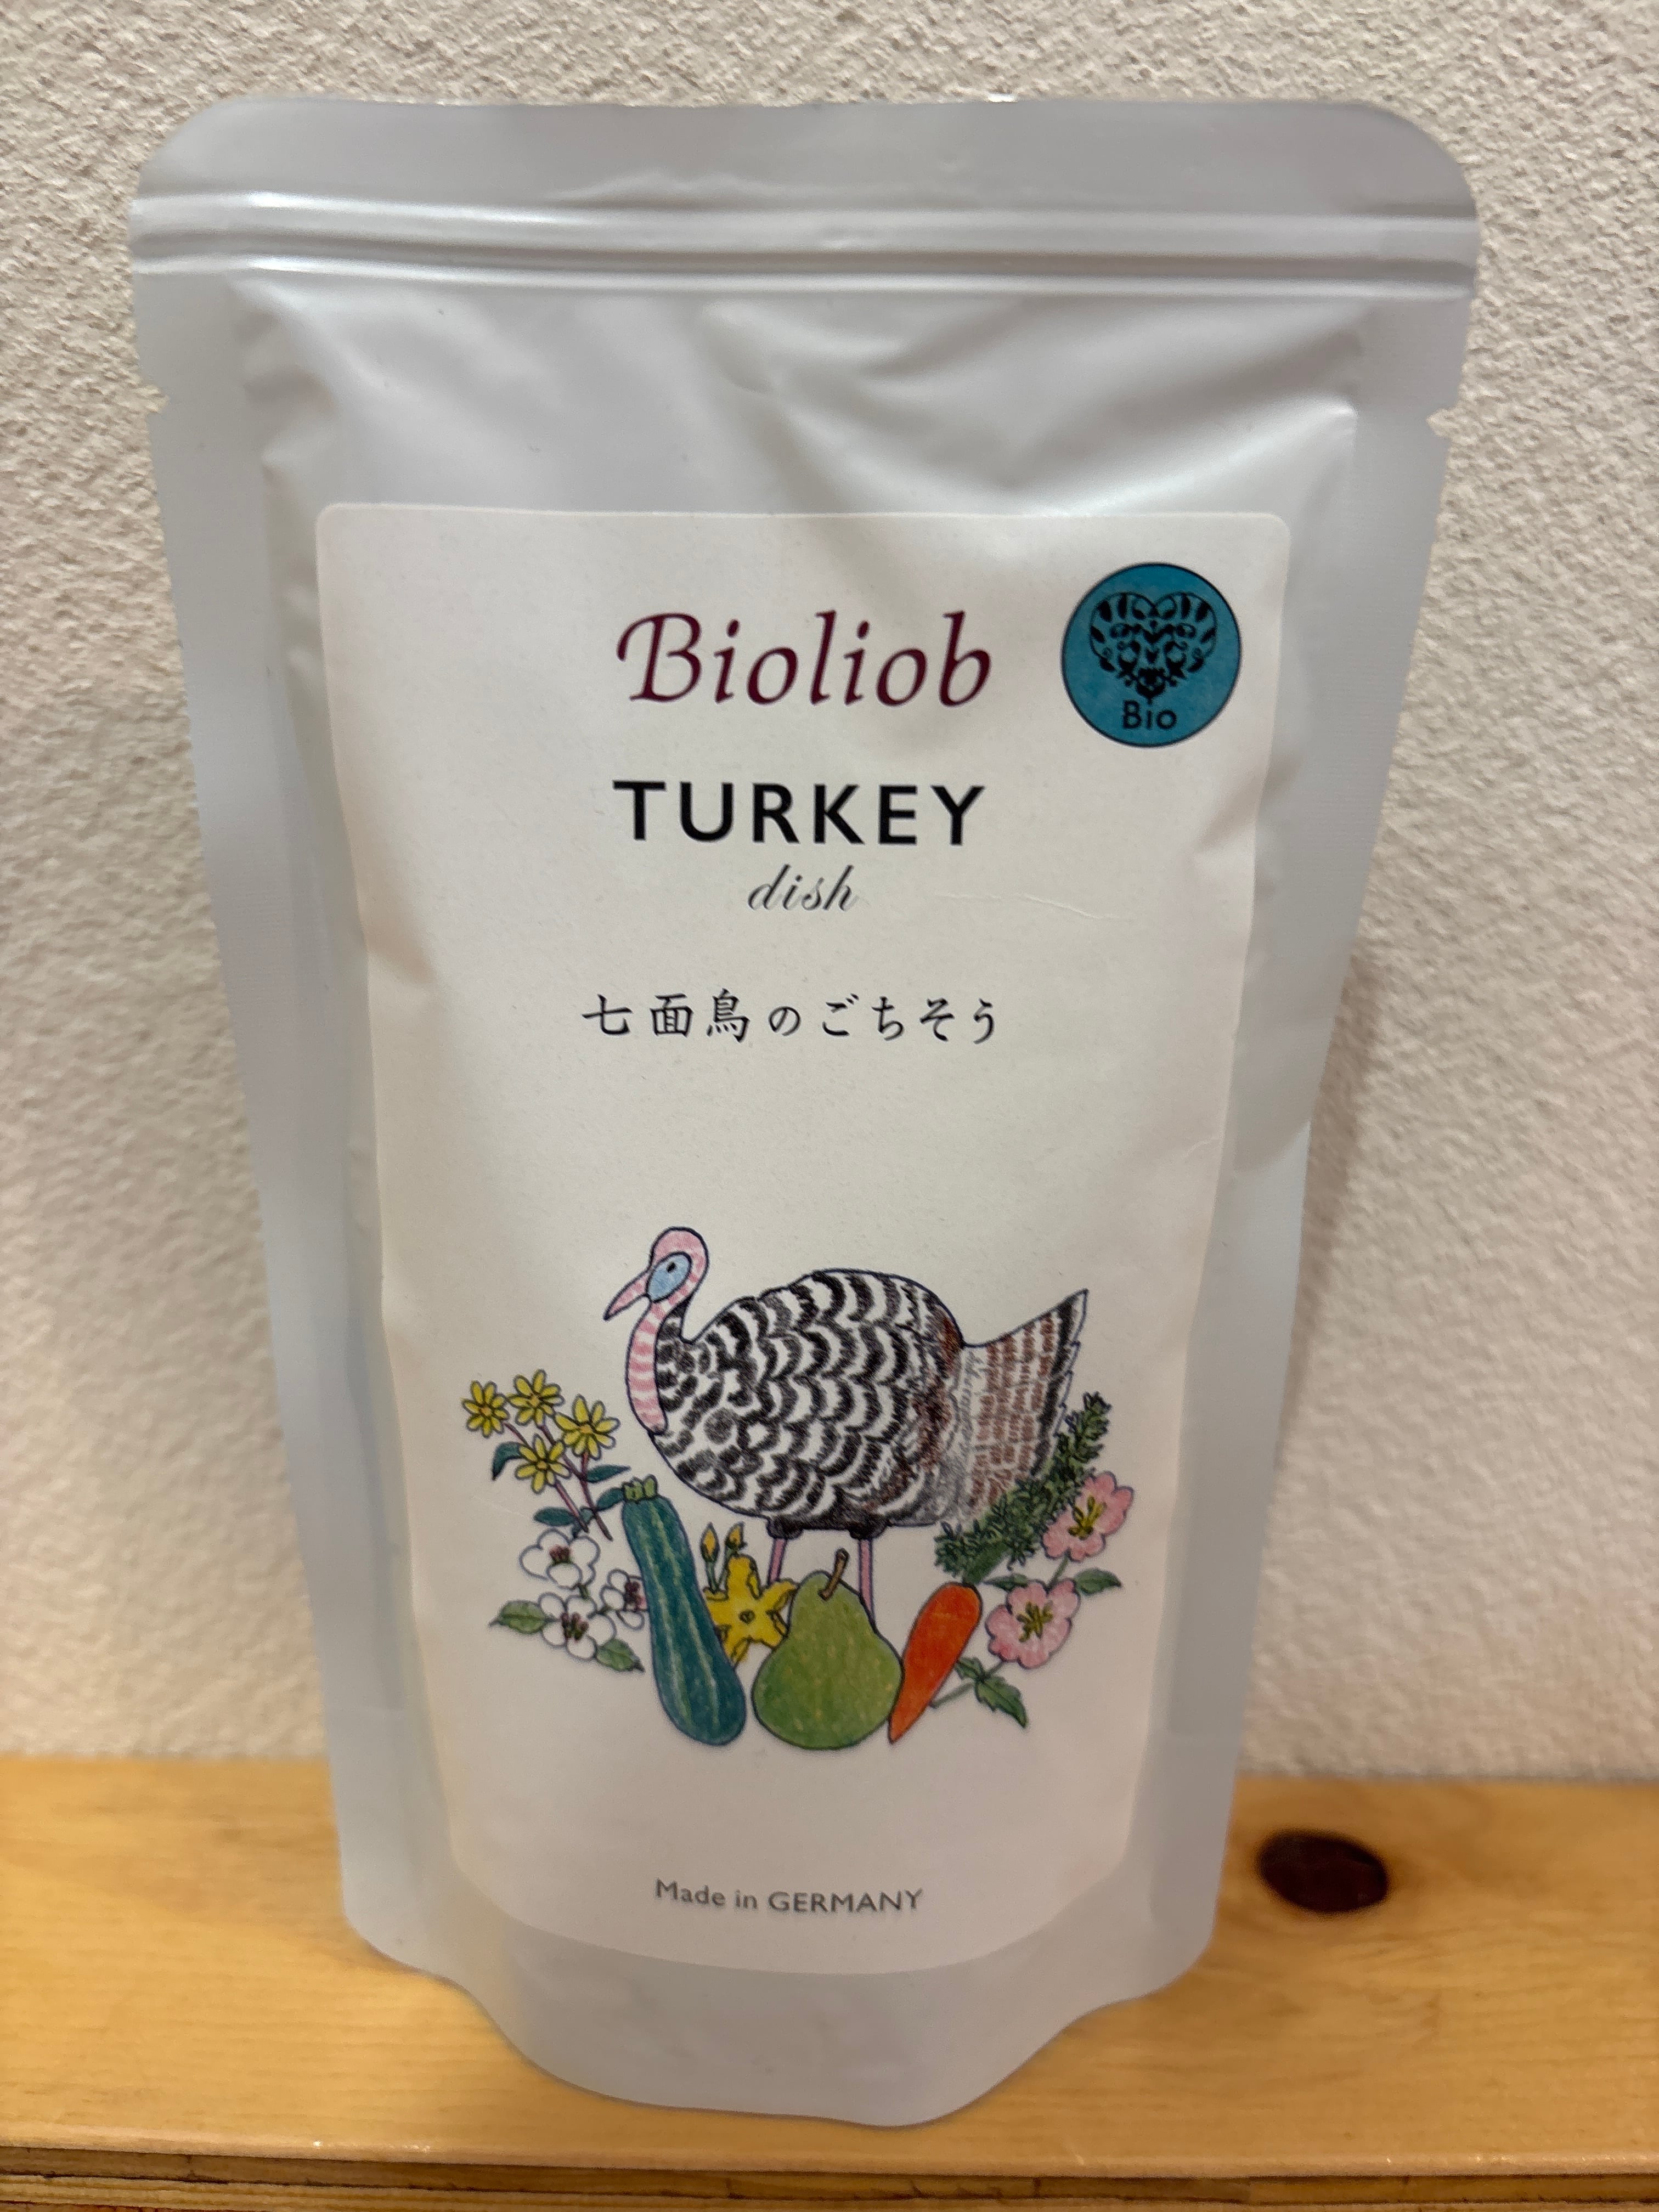 Bioliob
Bio
TURKEY
dish
七面鳥のごちそう
Made in GERMANY